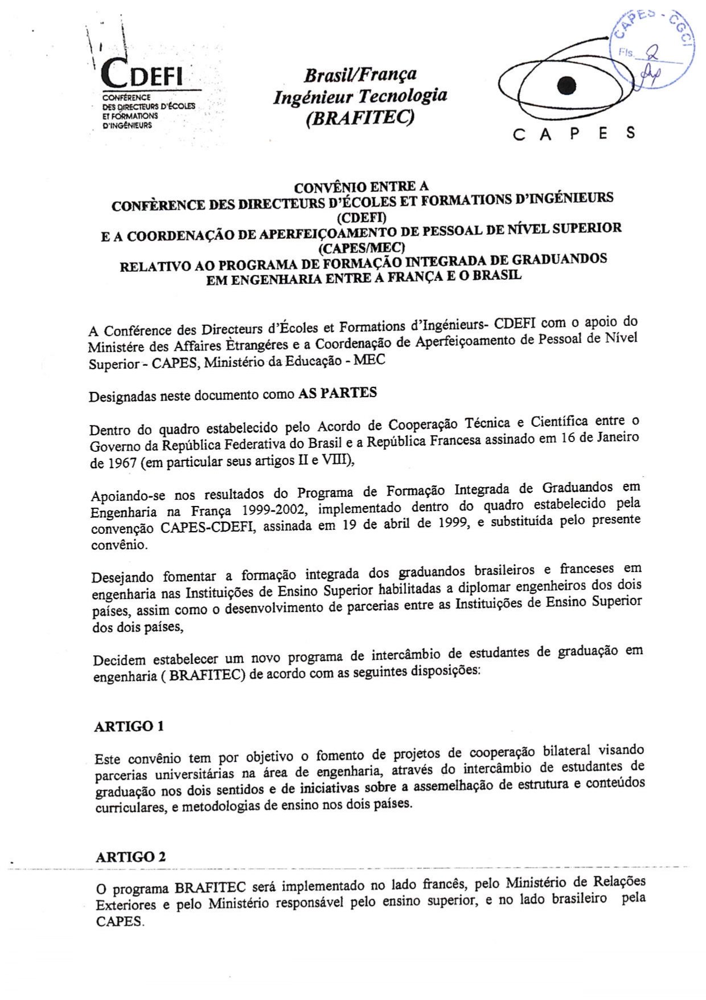 CDEFI
CONFÉRENCE
DES DIRECTEURS D'ÉCOLES
ET FORMATIONS
D'INGÉNIEURS
Brasil/França
Ingénieur Tecnologia
(BRAFITEC)
CAPES - CGCI
Fls. 2
C A P E S
CONVÊNIO ENTRE A
CONFÈRENCE DES DIRECTEURS D'ÉCOLES ET FORMATIONS D'INGÉNIEURS
(CDEFI)
E A COORDENAÇÃO DE APERFEIÇOAMENTO DE PESSOAL DE NÍVEL SUPERIOR
(CAPES/MEC)
RELATIVO AO PROGRAMA DE FORMAÇÃO INTEGRADA DE GRADUANDOS
EM ENGENHARIA ENTRE A FRANÇA E O BRASIL
A Conférence des Directeurs d'Écoles et Formations d'Ingénieurs- CDEFI com o apoio do
Ministére des Affaires Ètrangéres e a Coordenação de Aperfeiçoamento de Pessoal de Nível
Superior - CAPES, Ministério da Educação - MEC
Designadas neste documento como AS PARTES
Dentro do quadro estabelecido pelo Acordo de Cooperação Técnica e Científica entre o
Governo da República Federativa do Brasil e a República Francesa assinado em 16 de Janeiro
de 1967 (em particular seus artigos II e VIII),
Apoiando-se nos resultados do Programa de Formação Integrada de Graduandos em
Engenharia na França 1999-2002, implementado dentro do quadro estabelecido pela
convenção CAPES-CDEFI, assinada em 19 de abril de 1999, e substituída pelo presente
convênio.
Desejando fomentar a formação integrada dos graduandos brasileiros e franceses em
engenharia nas Instituições de Ensino Superior habilitadas a diplomar engenheiros dos dois
países, assim como o desenvolvimento de parcerias entre as Instituições de Ensino Superior
dos dois países,
Decidem estabelecer um novo programa de intercâmbio de estudantes de graduação em
engenharia ( BRAFITEC) de acordo com as seguintes disposições:
ARTIGO 1
Este convênio tem por objetivo o fomento de projetos de cooperação bilateral visando
parcerias universitárias na área de engenharia, através do intercâmbio de estudantes de
graduação nos dois sentidos e de iniciativas sobre a assemelhação de estrutura e conteúdos
curriculares, e metodologias de ensino nos dois países.
ARTIGO 2
O programa BRAFITEC será implementado no lado francês, pelo Ministério de Relações
Exteriores e pelo Ministério responsável pelo ensino superior, e no lado brasileiro pela
CAPES.